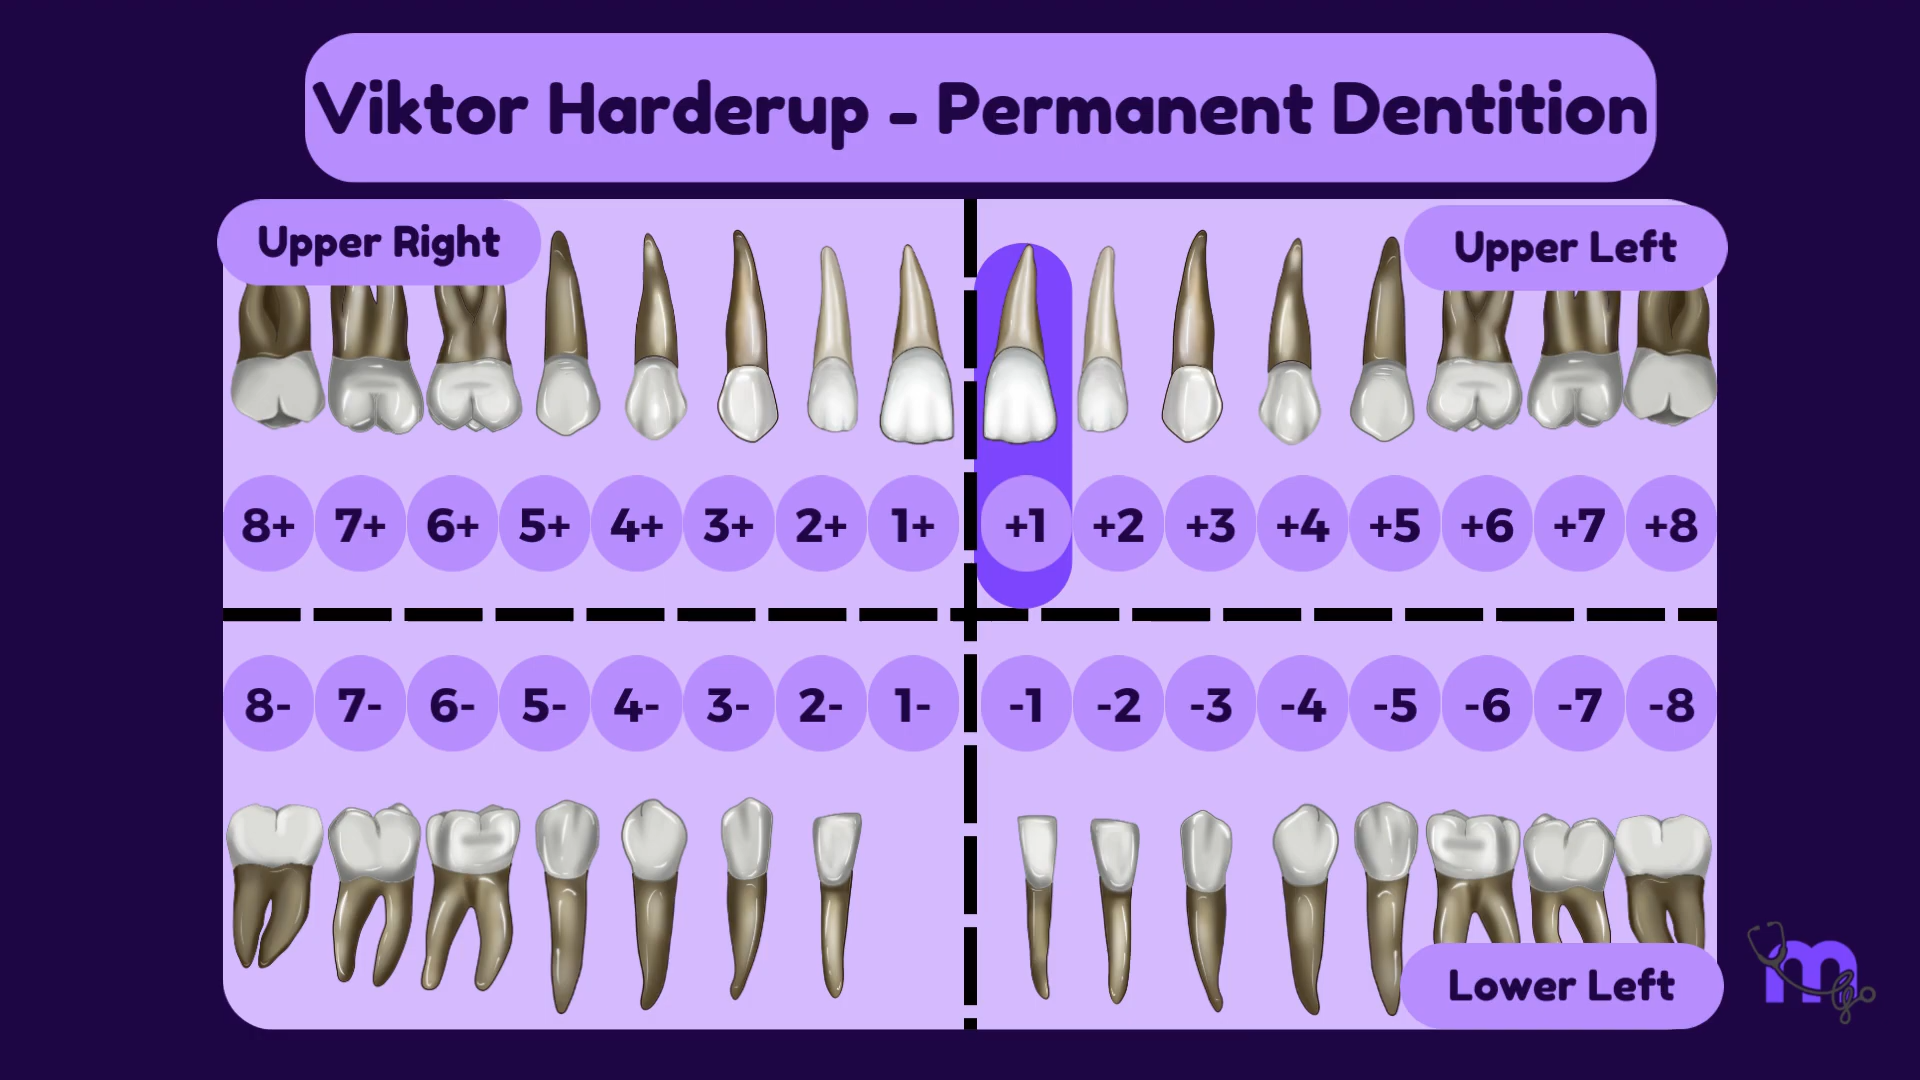 Viktor Harderup - Permanent Dentition
Upper Right
Upper Left
8+ 7+ 6+ 5+ 4+ 3+ 2+ 1+ +1 +2 +3 +4 +5 +6 +7 +8
8- 7- 6- 5- 4- 3- 2- 1- -1 -2 -3 -4 -5 -6 -7 -8
Lower Left
m
go